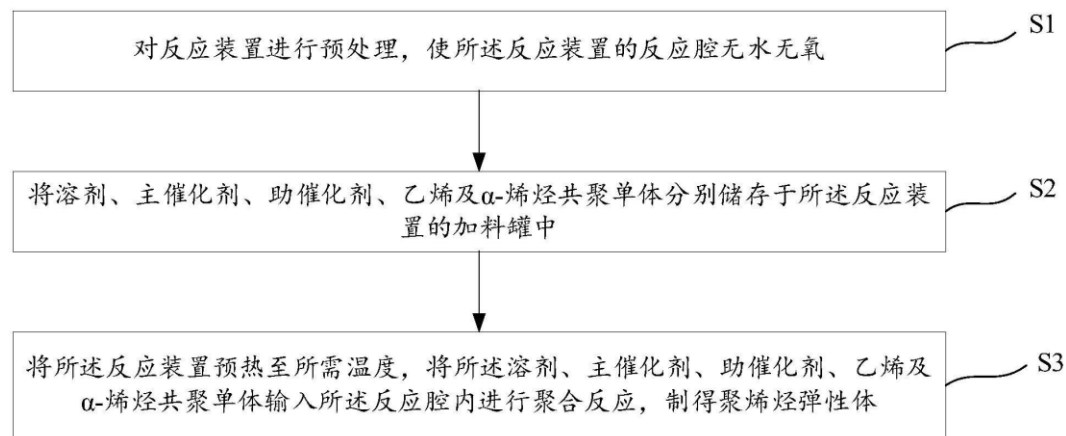 对反应装置进行预处理，使所述反应装置的反应腔无水无氧
S1
将溶剂、主催化剂、助催化剂、乙烯及α-烯烃共聚单体分别储存于所述反应装
置的加料罐中
S2
将所述反应装置预热至所需温度，将所述溶剂、主催化剂、助催化剂、乙烯及
α-烯烃共聚单体输入所述反应腔内进行聚合反应，制得聚烯烃弹性体
S3